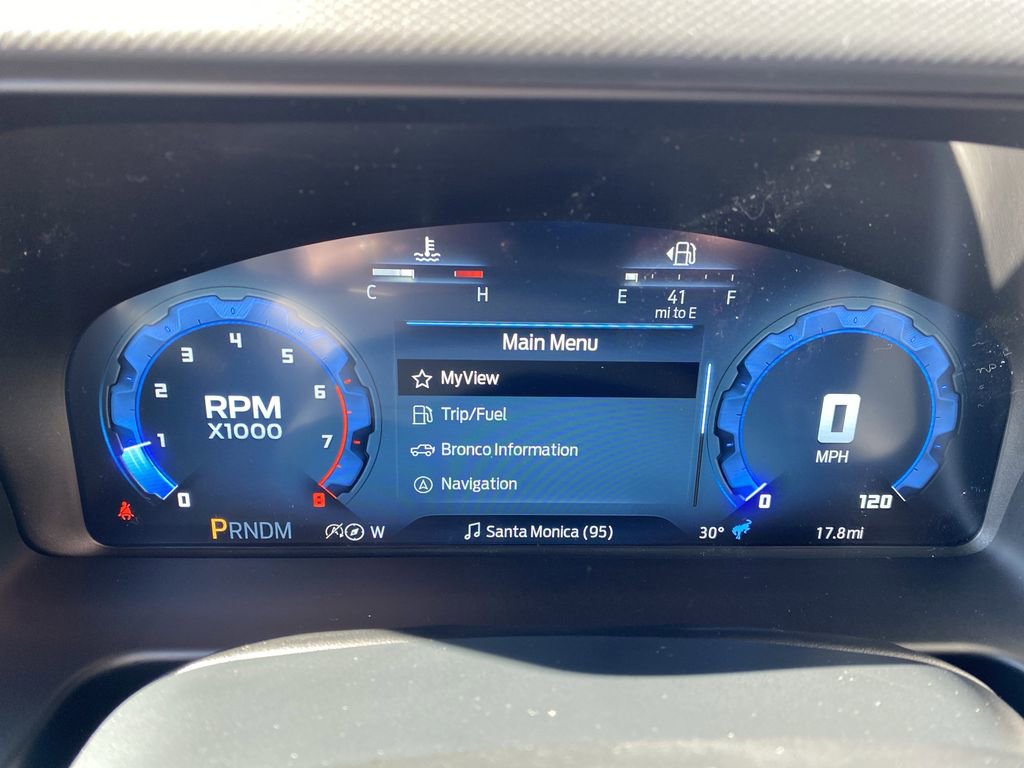 C H
E 41 F
mi to E
Main Menu
MyView
Trip/Fuel
Bronco Information
Navigation
0 1 2 3 4 5 6 7 8
RPM
X1000
0
MPH
0 120
PRNDM
W
Santa Monica (95)
30°
17.8mi